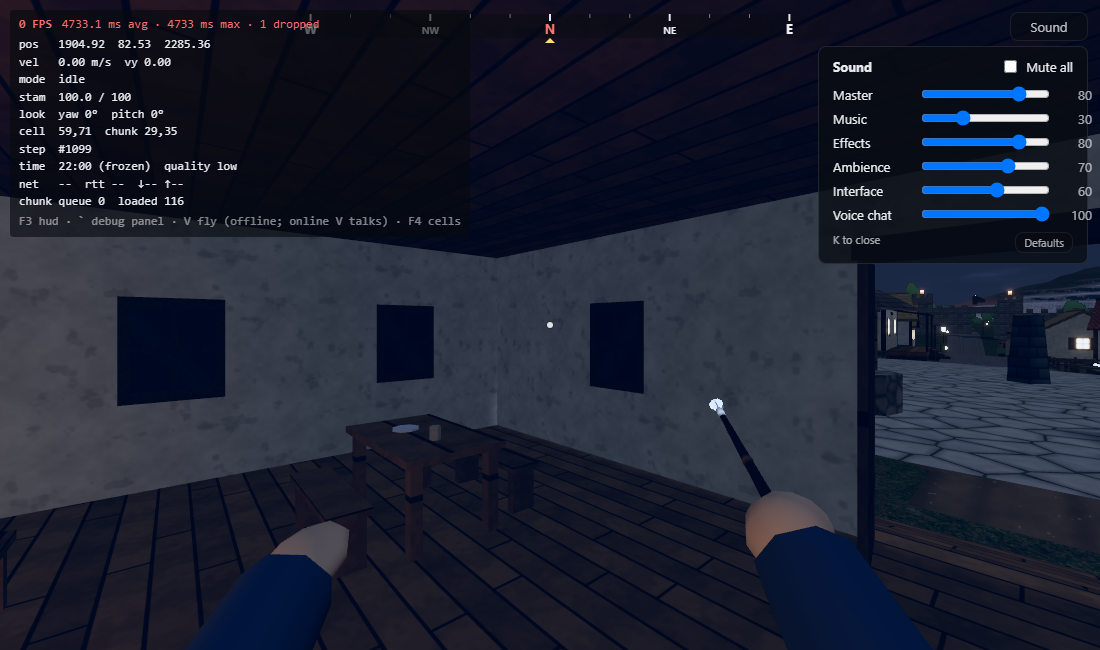 0 FPS 4733.1 ms avg · 4733 ms max · 1 dropped
pos 1904.92 82.53 2285.36
vel 0.00 m/s vy 0.00
mode idle
stam 100.0 / 100
look yaw 0° pitch 0°
cell 59,71 chunk 29,35
step #1099
time 22:00 (frozen) quality low
net -- rtt -- ↓-- ↑--
chunk queue 0 loaded 116
F3 hud · ` debug panel · V fly (offline; online V talks) · F4 cells
W NW N NE E
Sound
Sound Mute all
Master 80
Music 30
Effects 80
Ambience 70
Interface 60
Voice chat 100
K to close Defaults